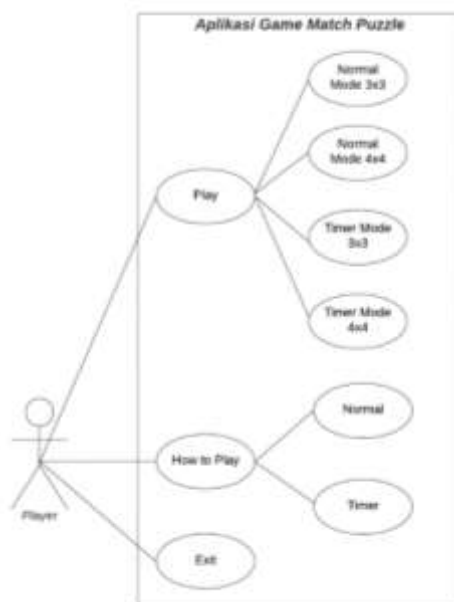 Aplikasi Game Match Puzzle
Normal
Mode 3x3
Normal
Mode 4x4
Play
Timer Mode
3x3
Timer Mode
4x4
Normal
How to Play
Timer
Player
Exit